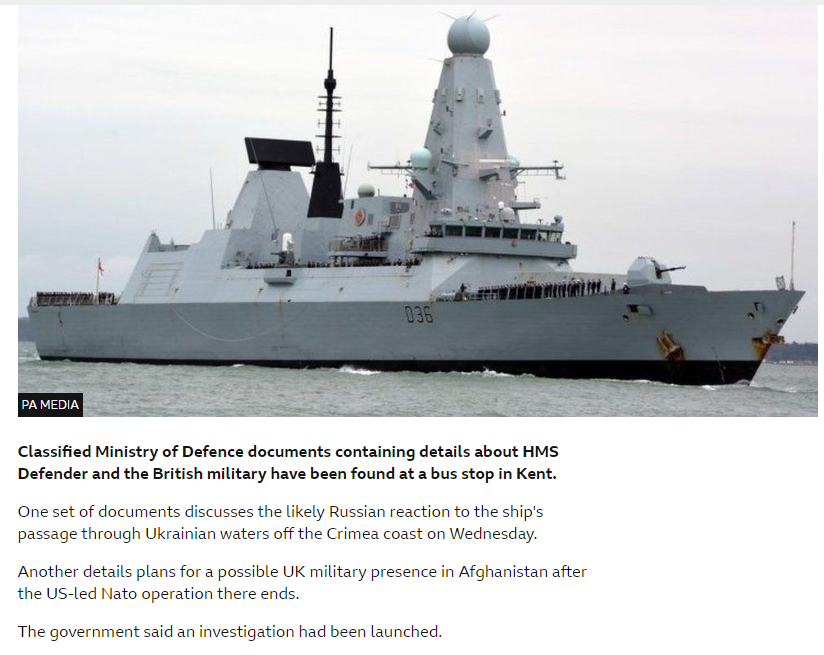 D36
PA MEDIA
Classified Ministry of Defence documents containing details about HMS
Defender and the British military have been found at a bus stop in Kent.
One set of documents discusses the likely Russian reaction to the ship's
passage through Ukrainian waters off the Crimea coast on Wednesday.
Another details plans for a possible UK military presence in Afghanistan after
the US-led Nato operation there ends.
The government said an investigation had been launched.